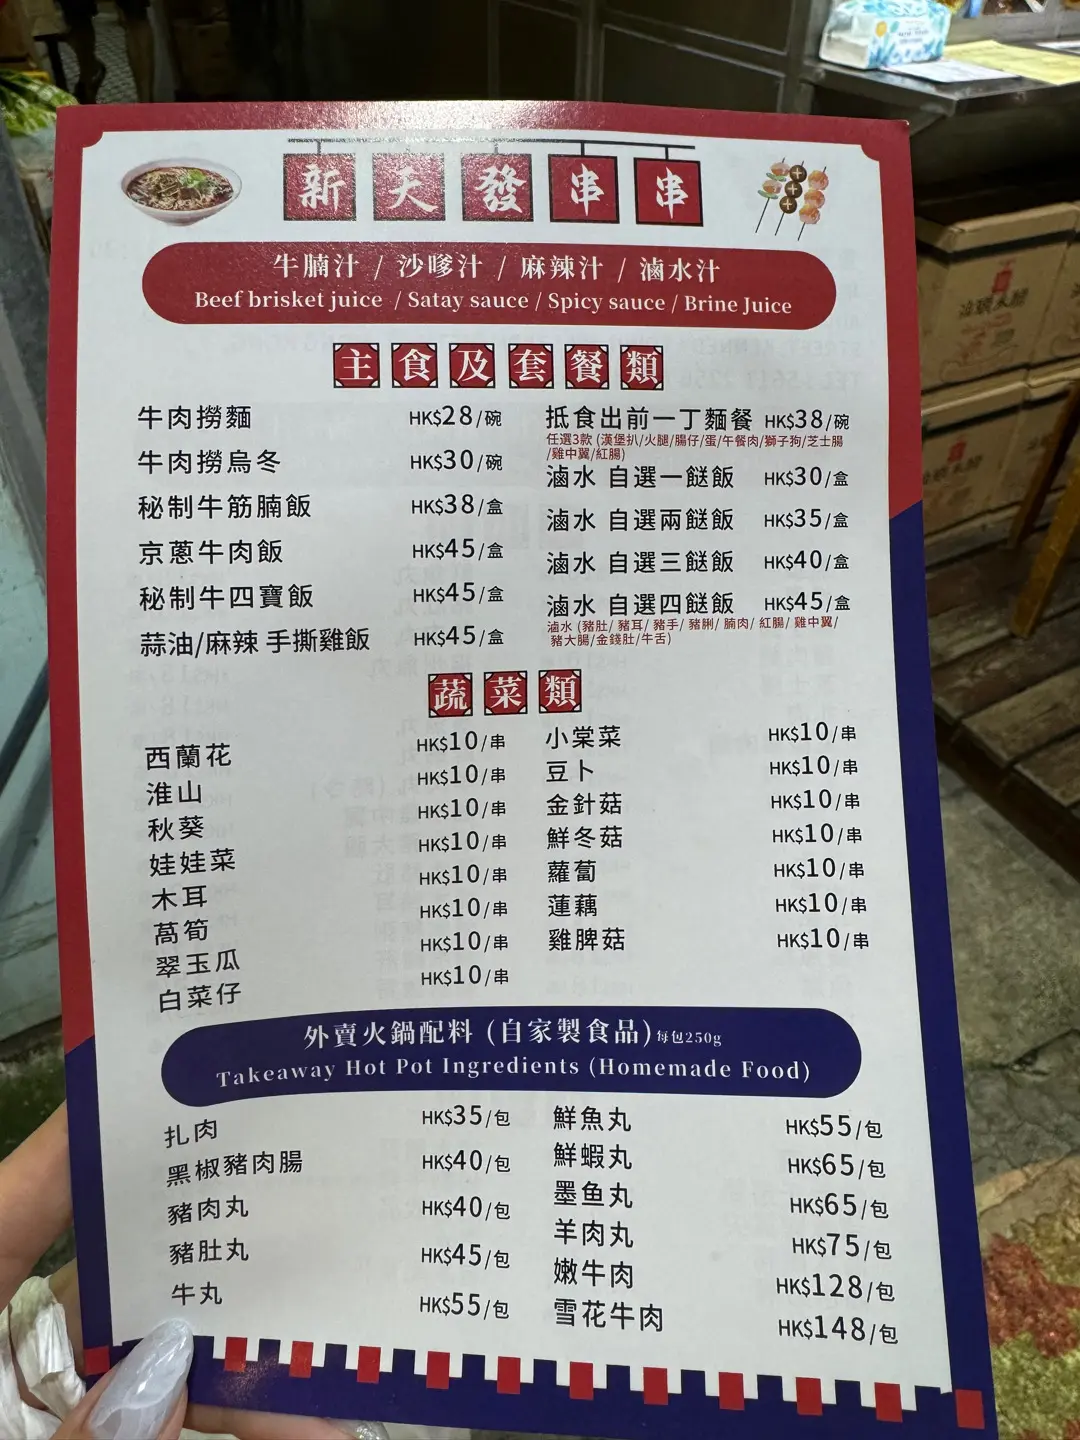 新天發串串
牛腩汁 / 沙嗲汁 / 麻辣汁 / 滷水汁
Beef brisket juice / Satay sauce / Spicy sauce / Brine Juice
主食及套餐類
牛肉撈麵 HK$28/碗
牛肉撈烏冬 HK$30/碗
秘制牛筋腩飯 HK$38/盒
京蔥牛肉飯 HK$45/盒
秘制牛四寶飯 HK$45/盒
蒜油/麻辣 手撕雞飯 HK$45/盒
抵食出前一丁麵餐 HK$38/碗
任選3款 (漢堡扒/火腿/腸仔/蛋/午餐肉/獅子狗/芝士腸
/雞中翼/紅腸)
滷水 自選一餸飯 HK$30/盒
滷水 自選兩餸飯 HK$35/盒
滷水 自選三餸飯 HK$40/盒
滷水 自選四餸飯 HK$45/盒
滷水 (豬肚/ 豬耳/ 豬手/ 豬脷/ 腩肉/ 紅腸/ 雞中翼/
豬大腸/金錢肚/牛舌)
蔬菜類
西蘭花 HK$10/串
淮山 HK$10/串
秋葵 HK$10/串
娃娃菜 HK$10/串
木耳 HK$10/串
萵筍 HK$10/串
翠玉瓜 HK$10/串
白菜仔 HK$10/串
小棠菜 HK$10/串
豆卜 HK$10/串
金針菇 HK$10/串
鮮冬菇 HK$10/串
蘿蔔 HK$10/串
蓮藕 HK$10/串
雞脾菇 HK$10/串
外賣火鍋配料 (自家製食品) 每包250g
Takeaway Hot Pot Ingredients (Homemade Food)
扎肉 HK$35/包
黑椒豬肉腸 HK$40/包
豬肉丸 HK$40/包
豬肚丸 HK$45/包
牛丸 HK$55/包
鮮魚丸 HK$55/包
鮮蝦丸 HK$65/包
墨鱼丸 HK$65/包
羊肉丸 HK$75/包
嫩牛肉 HK$128/包
雪花牛肉 HK$148/包